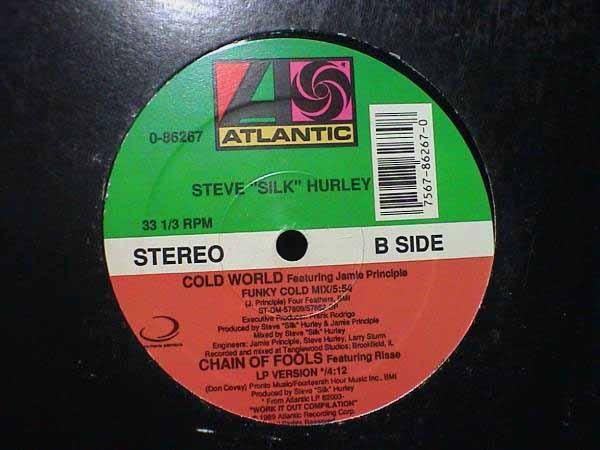 0-86267
ATLANTIC
7567-86267-0
STEVE "SILK" HURLEY
33 1/3 RPM
STEREO
B SIDE
COLD WORLD Featuring Jamie Principle
FUNKY COLD MIX/5:54
(J. Principle) Four Feathers, BMI
Executive Producer: Frank Rodrigo
Produced by Steve "Silk" Hurley & Jamie Principle
Mixed by Steve "Silk" Hurley
Engineers: Jamie Principle, Steve Hurley, Larry Sturm
Recorded and mixed at Tanglewood Studios; Brookfield, IL
CHAIN OF FOOLS Featuring Risse
LP VERSION */4:12
(Don Covay) Pronto Music/Fourteenth Hour Music Inc., BMI
Produced by Steve "Silk" Hurley
* From Atlantic LP 82003-
"WORK IT OUT COMPILATION"
1989 Atlantic Recording Corp.
Rights Reserved